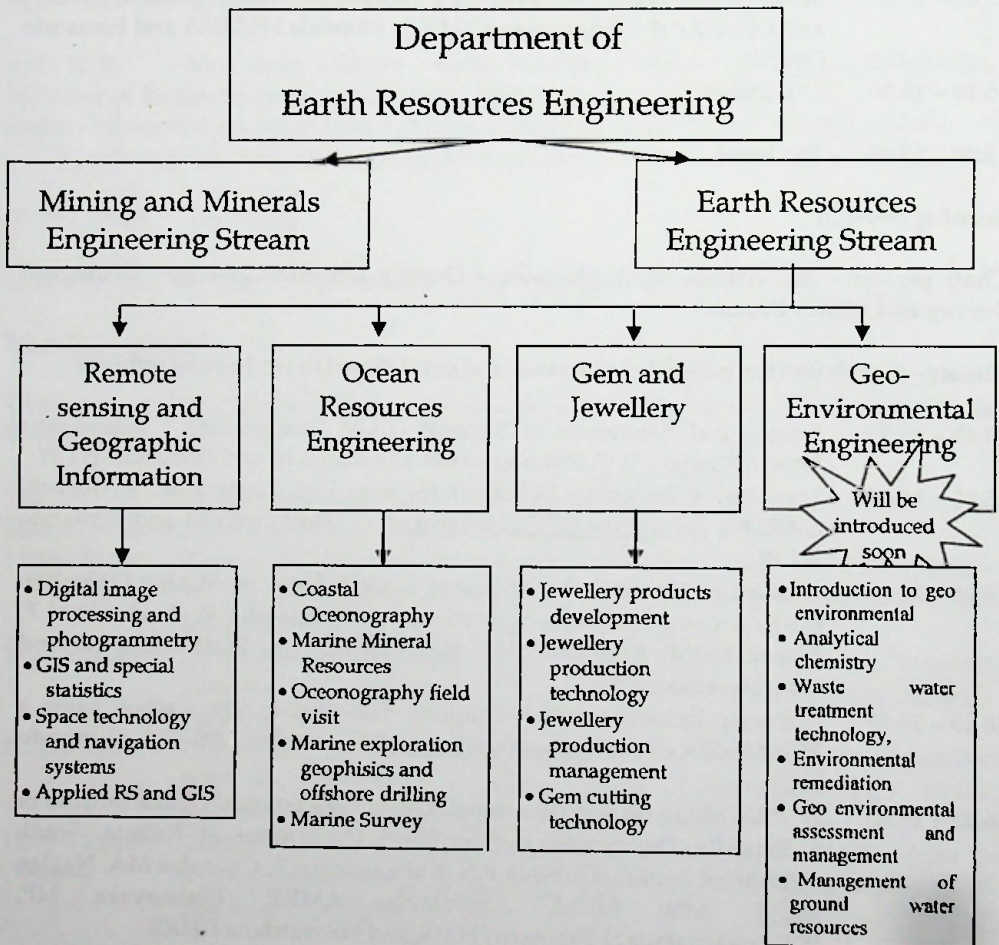 Department of
Earth Resources Engineering
Mining and Minerals
Engineering Stream
Earth Resources
Engineering Stream
Remote
sensing and
Geographic
Information
Ocean
Resources
Engineering
Gem and
Jewellery
Geo-
Environmental
Engineering
Will be
introduced
soon
• Digital image
processing and
photogrammetry
• GIS and special
statistics
• Space technology
and navigation
systems
• Applied RS and GIS
• Coastal
Oceonography
• Marine Mineral
Resources
• Oceonography field
visit
• Marine exploration
geophisics and
offshore drilling
• Marine Survey
• Jewellery products
development
• Jewellery
production
technology
• Jewellery
production
management
• Gem cutting
technology
• Introduction to geo
environmental
• Analytical
chemistry
• Waste water
treatment
technology,
• Environmental
remediation
• Geo environmental
assessment and
management
• Management of
ground water
resources